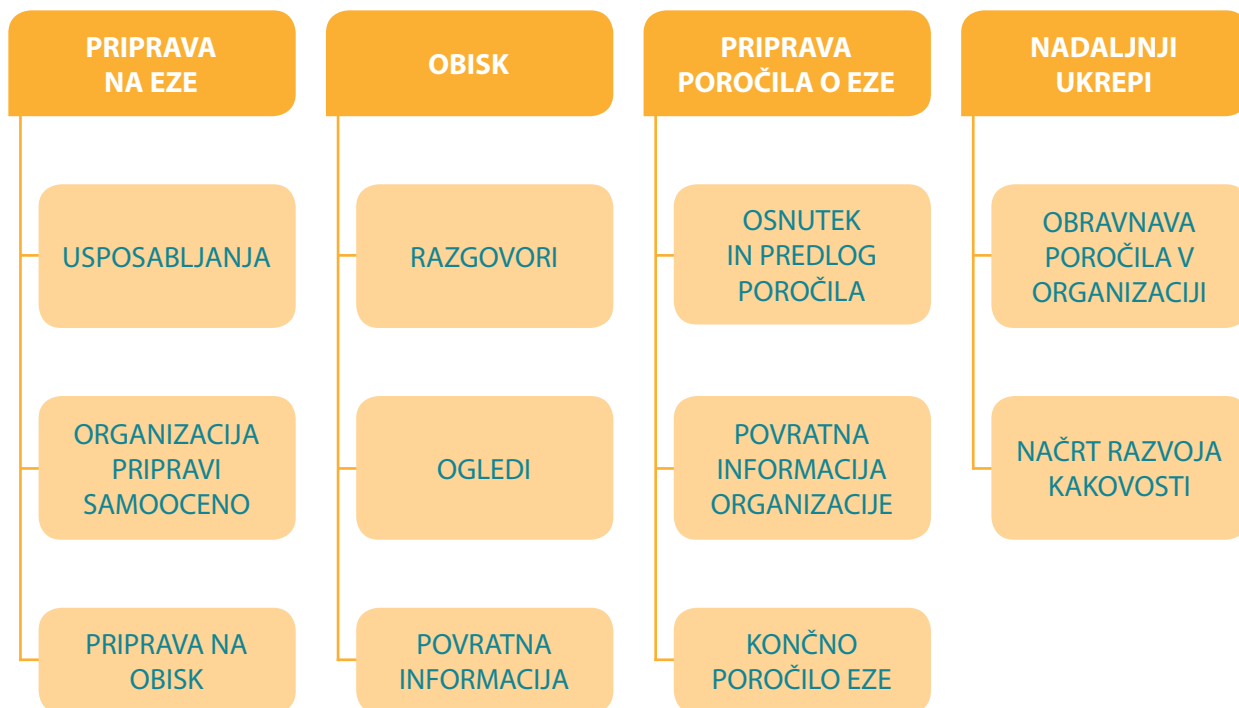 PRIPRAVA
NA EZE
USPOSABLJANJA
ORGANIZACIJA
PRIPRAVI
SAMOOCENO
PRIPRAVA NA
OBISK
OBISK
RAZGOVORI
OGLEDI
POVRATNA
INFORMACIJA
PRIPRAVA
POROČILA O EZE
OSNUTEK
IN PREDLOG
POROČILA
POVRATNA
INFORMACIJA
ORGANIZACIJE
KONČNO
POROČILO EZE
NADALJNJI
UKREPI
OBRAVNAVA
POROČILA V
ORGANIZACIJI
NAČRT RAZVOJA
KAKOVOSTI